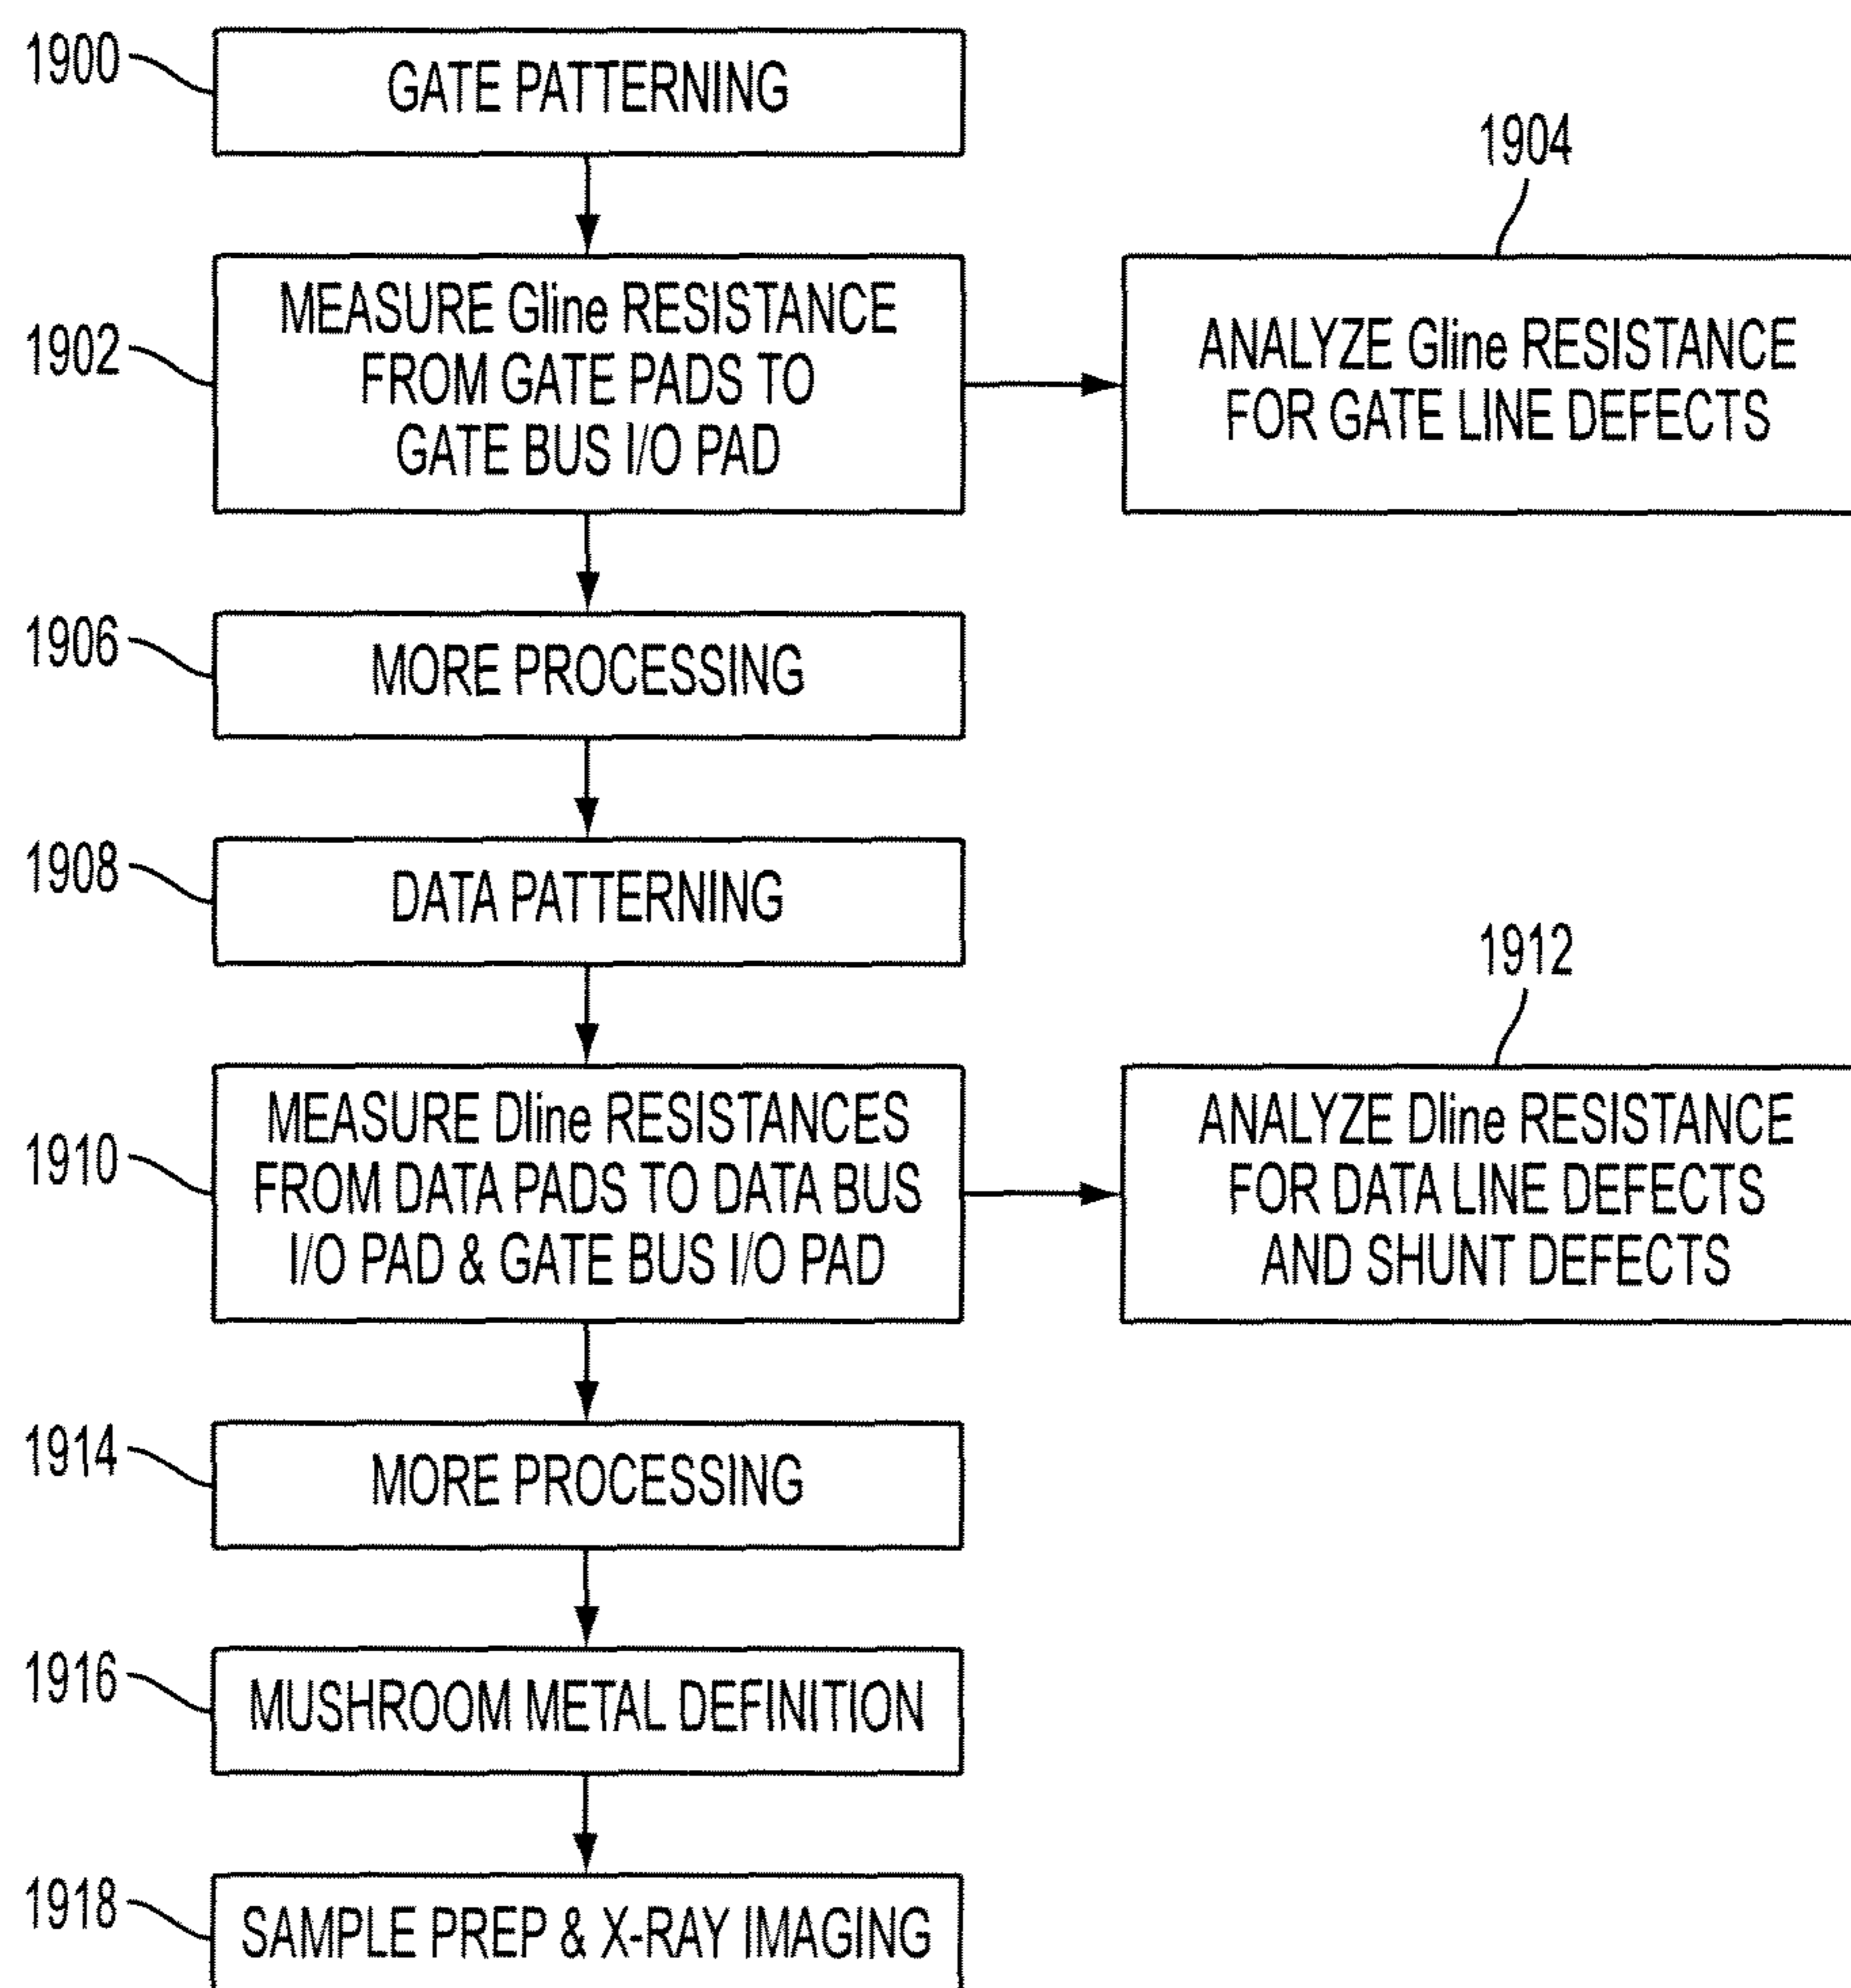 1900
GATE PATTERNING
1904
1902
MEASURE Gline RESISTANCE
FROM GATE PADS TO
GATE BUS I/O PAD
ANALYZE Gline RESISTANCE
FOR GATE LINE DEFECTS
1906
MORE PROCESSING
1908
DATA PATTERNING
1912
1910
MEASURE Dline RESISTANCES
FROM DATA PADS TO DATA BUS
I/O PAD & GATE BUS I/O PAD
ANALYZE Dline RESISTANCE
FOR DATA LINE DEFECTS
AND SHUNT DEFECTS
1914
MORE PROCESSING
1916
MUSHROOM METAL DEFINITION
1918
SAMPLE PREP & X-RAY IMAGING